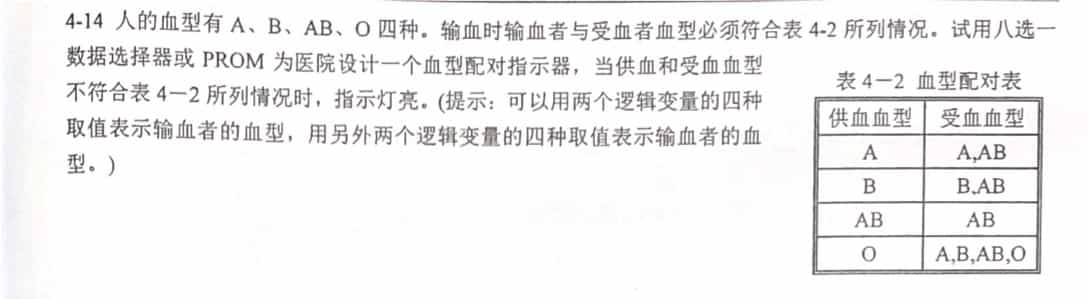 4-14 人的血型有 A、B、AB、O 四种。输血时输血者与受血者血型必须符合表 4-2 所列情况。试用八选一
数据选择器或 PROM 为医院设计一个血型配对指示器，当供血和受血血型
不符合表 4－2 所列情况时，指示灯亮。(提示：可以用两个逻辑变量的四种
取值表示输血者的血型，用另外两个逻辑变量的四种取值表示输血者的血
型。)
表 4－2 血型配对表
供血血型 受血血型
A A,AB
B B,AB
AB AB
O A,B,AB,O